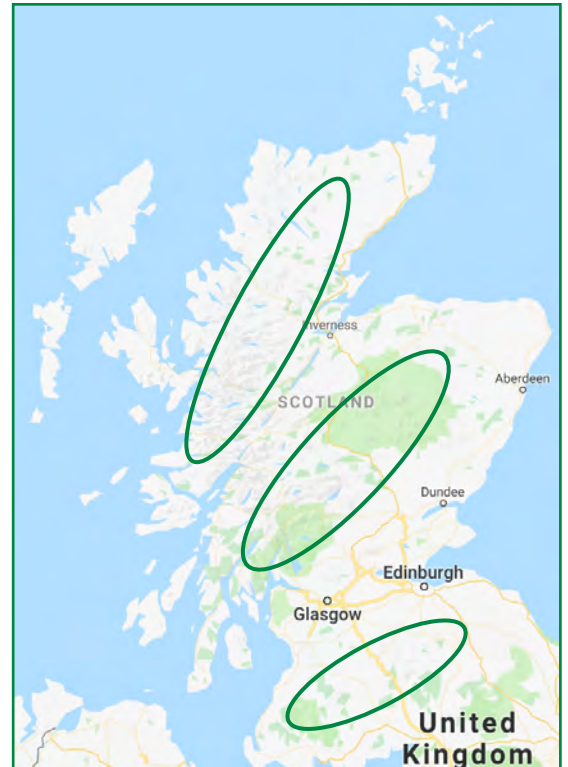 Inverness
Aberdeen
SCOTLAND
Dundee
Edinburgh
Glasgow
United
Kingdom